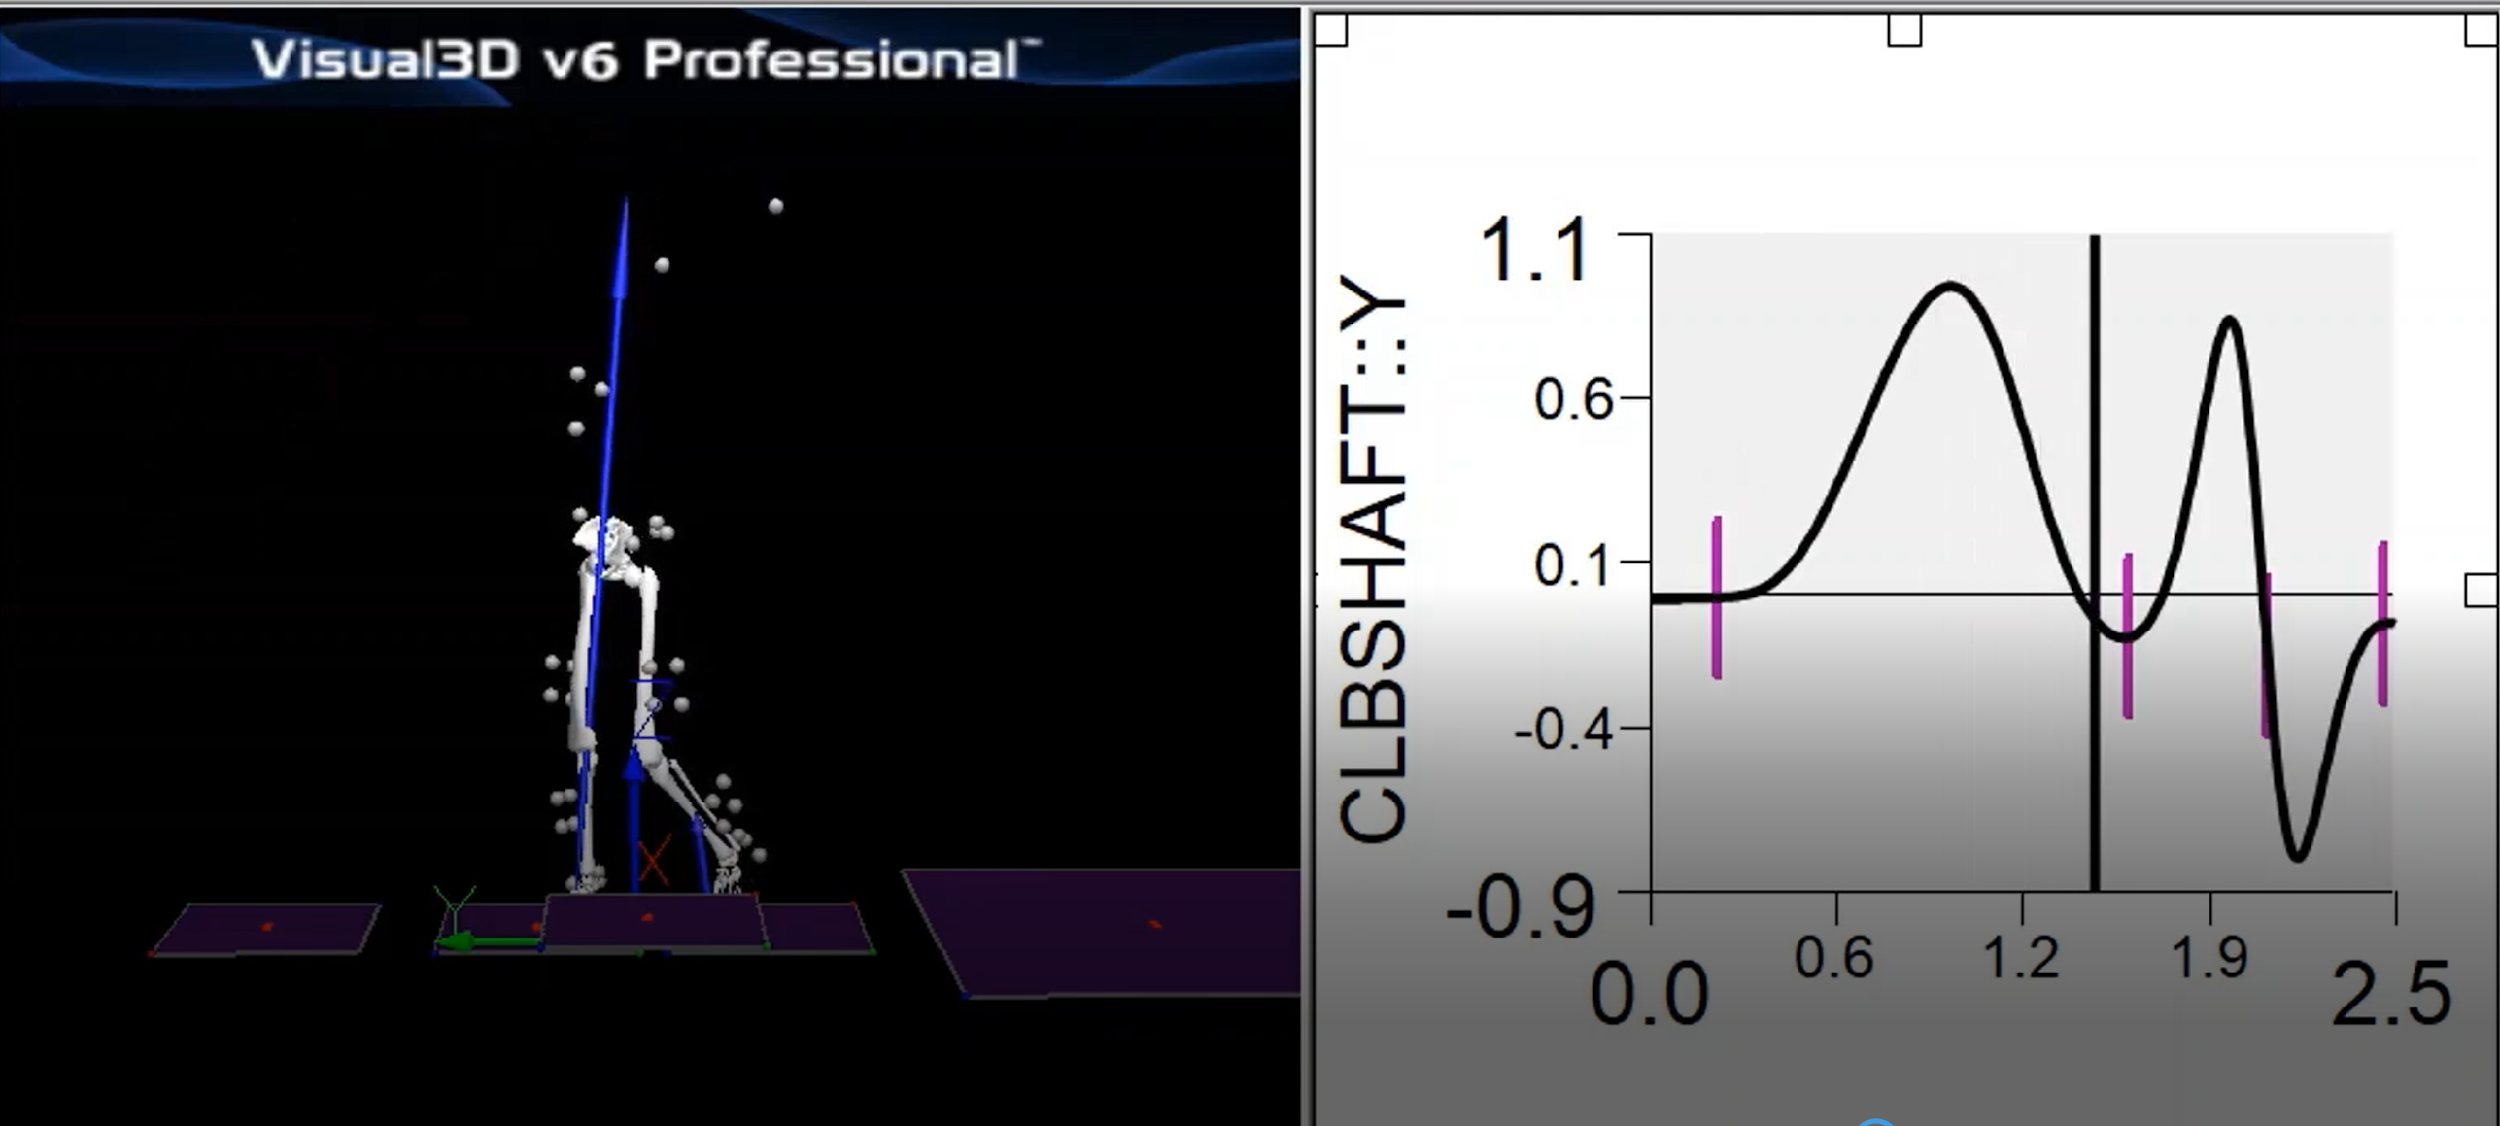 Visual3D v6 Professional™
Y
X
Z
CLBSHAFT::Y
1.1
0.6
0.1
-0.4
-0.9
0.0
0.6
1.2
1.9
2.5